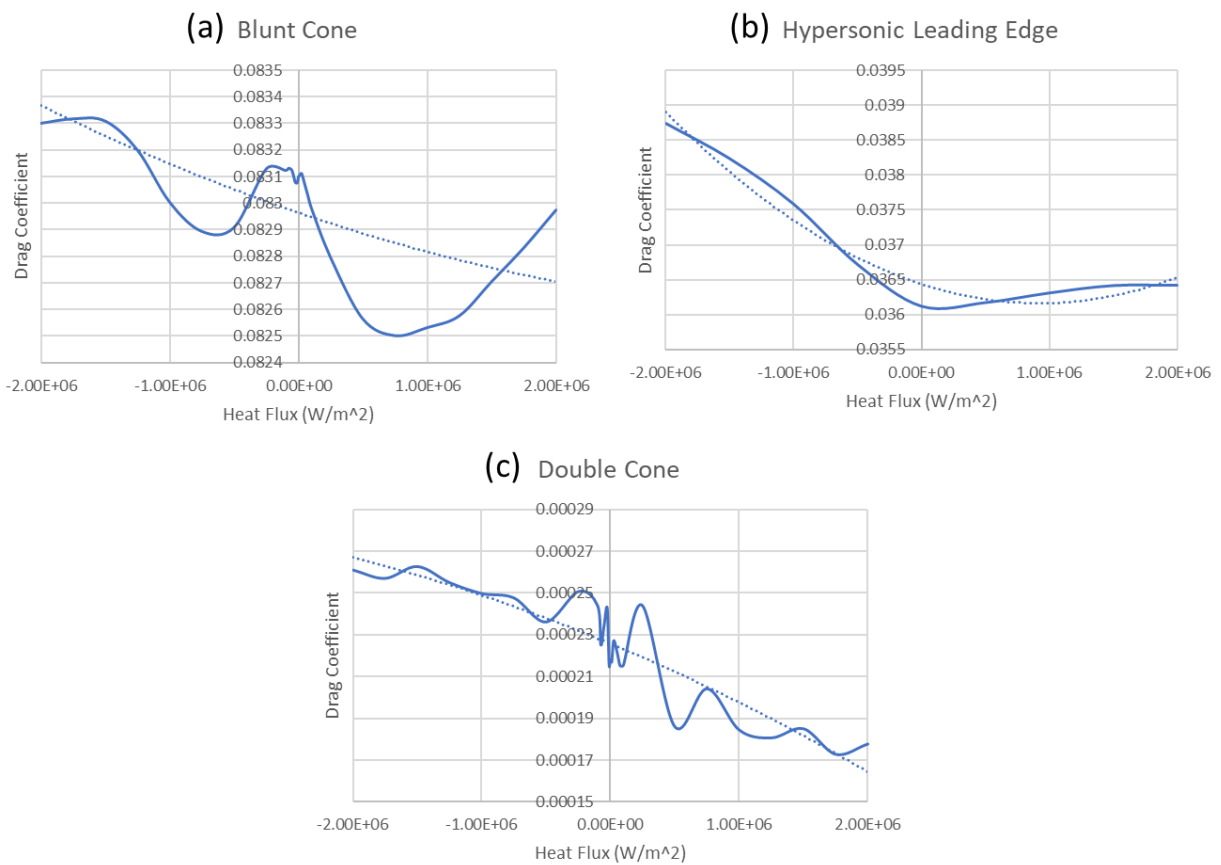 (a) Blunt Cone
0.0835
0.0834
0.0833
0.0832
0.0831
0.083
0.0829
0.0828
0.0827
0.0826
0.0825
0.0824
-2.00E+06 -1.00E+06 0.00E+00 1.00E+06 2.00E+06
Drag Coefficient
Heat Flux (W/m^2)
(b) Hypersonic Leading Edge
0.0395
0.039
0.0385
0.038
0.0375
0.037
0.0365
0.036
0.0355
-2.00E+06 -1.00E+06 0.00E+00 1.00E+06 2.00E+06
Drag Coefficient
Heat Flux (W/m^2)
(c) Double Cone
0.00029
0.00027
0.00025
0.00023
0.00021
0.00019
0.00017
0.00015
-2.00E+06 -1.00E+06 0.00E+00 1.00E+06 2.00E+06
Drag Coefficient
Heat Flux (W/m^2)